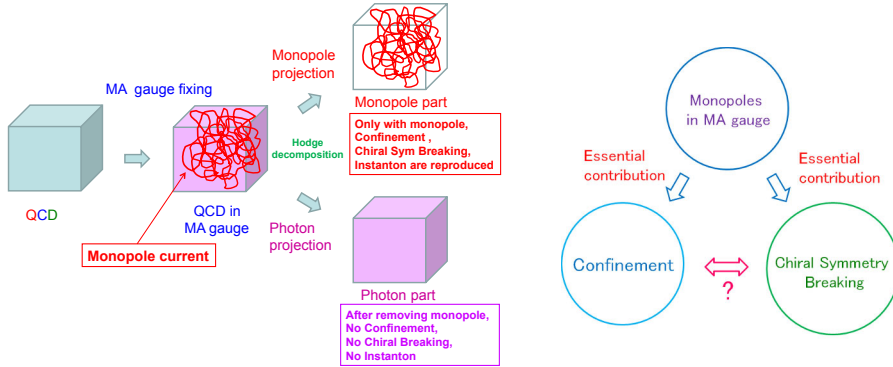 MA gauge fixing
QCD
Monopole current
QCD in
MA gauge
Hodge
decomposition
Monopole
projection
Monopole part
Only with monopole,
Confinement ,
Chiral Sym Breaking,
Instanton are reproduced
Photon
projection
Photon part
After removing monopole,
No Confinement,
No Chiral Breaking,
No Instanton
Monopoles
in MA gauge
Essential
contribution
Essential
contribution
Confinement
?
Chiral Symmetry
Breaking